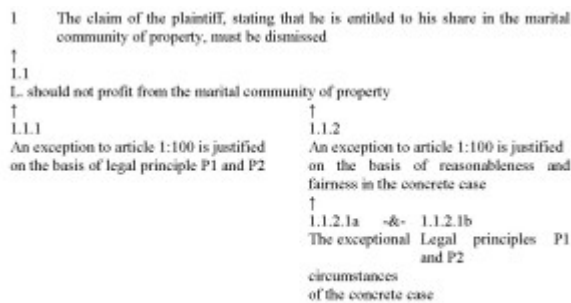 1 The claim of the plaintiff, stating that he is entitled to his share in the marital
community of property, must be dismissed
↑
1.1
L. should not profit from the marital community of property
↑ ↑
1.1.1 1.1.2
An exception to article 1:100 is justified
on the basis of legal principle P1 and P2
An exception to article 1:100 is justified
on the basis of reasonableness and
fairness in the concrete case
↑
1.1.2.1a -&- 1.1.2.1b
The exceptional Legal principles P1
and P2
circumstances
of the concrete case